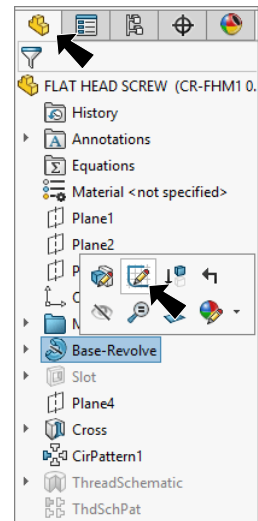 FLAT HEAD SCREW (CR-FHM1 0.
History
Annotations
Equations
Material <not specified>
Plane1
Plane2
P
Base-Revolve
Slot
Plane4
Cross
CirPattern1
ThreadSchematic
ThdSchPat